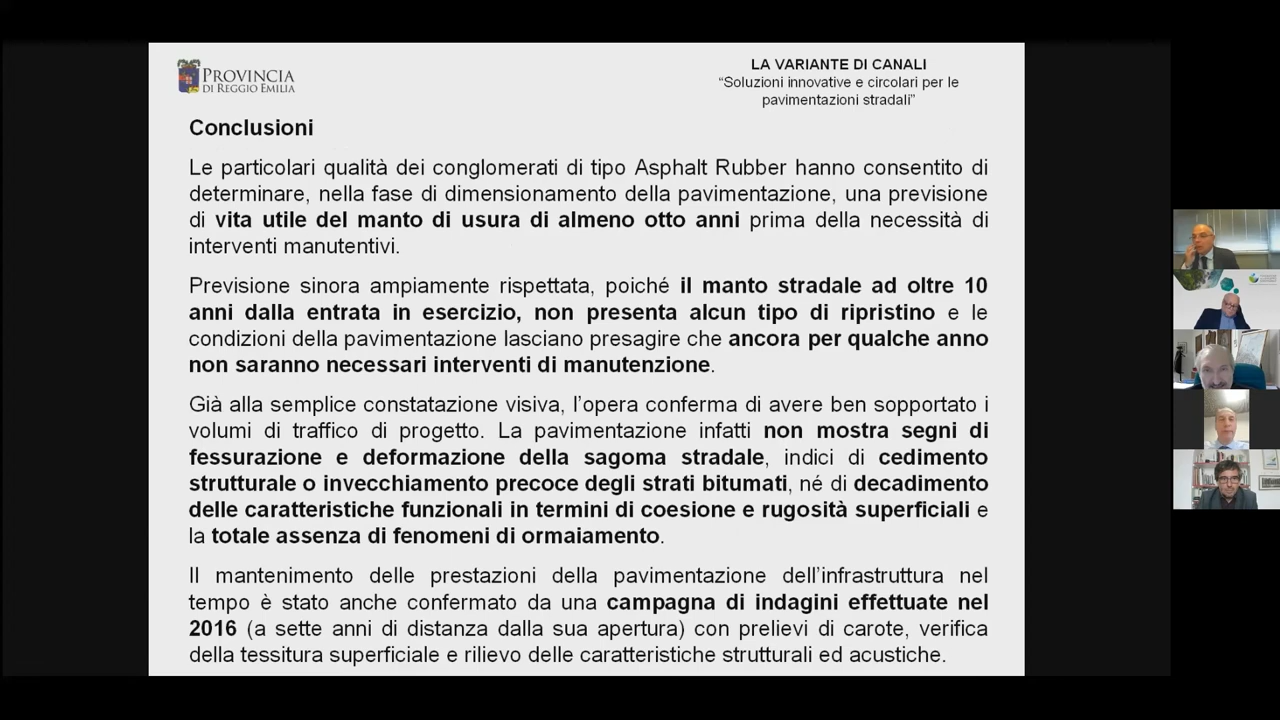 PROVINCIA
DI REGGIO EMILIA
LA VARIANTE DI CANALI
“Soluzioni innovative e circolari per le
pavimentazioni stradali”
Conclusioni
Le particolari qualità dei conglomerati di tipo Asphalt Rubber hanno consentito di
determinare, nella fase di dimensionamento della pavimentazione, una previsione
di vita utile del manto di usura di almeno otto anni prima della necessità di
interventi manutentivi.
Previsione sinora ampiamente rispettata, poiché il manto stradale ad oltre 10
anni dalla entrata in esercizio, non presenta alcun tipo di ripristino e le
condizioni della pavimentazione lasciano presagire che ancora per qualche anno
non saranno necessari interventi di manutenzione.
Già alla semplice constatazione visiva, l’opera conferma di avere ben sopportato i
volumi di traffico di progetto. La pavimentazione infatti non mostra segni di
fessurazione e deformazione della sagoma stradale, indici di cedimento
strutturale o invecchiamento precoce degli strati bitumati, né di decadimento
delle caratteristiche funzionali in termini di coesione e rugosità superficiali e
la totale assenza di fenomeni di ormaiamento.
Il mantenimento delle prestazioni della pavimentazione dell’infrastruttura nel
tempo è stato anche confermato da una campagna di indagini effettuate nel
2016 (a sette anni di distanza dalla sua apertura) con prelievi di carote, verifica
della tessitura superficiale e rilievo delle caratteristiche strutturali ed acustiche.